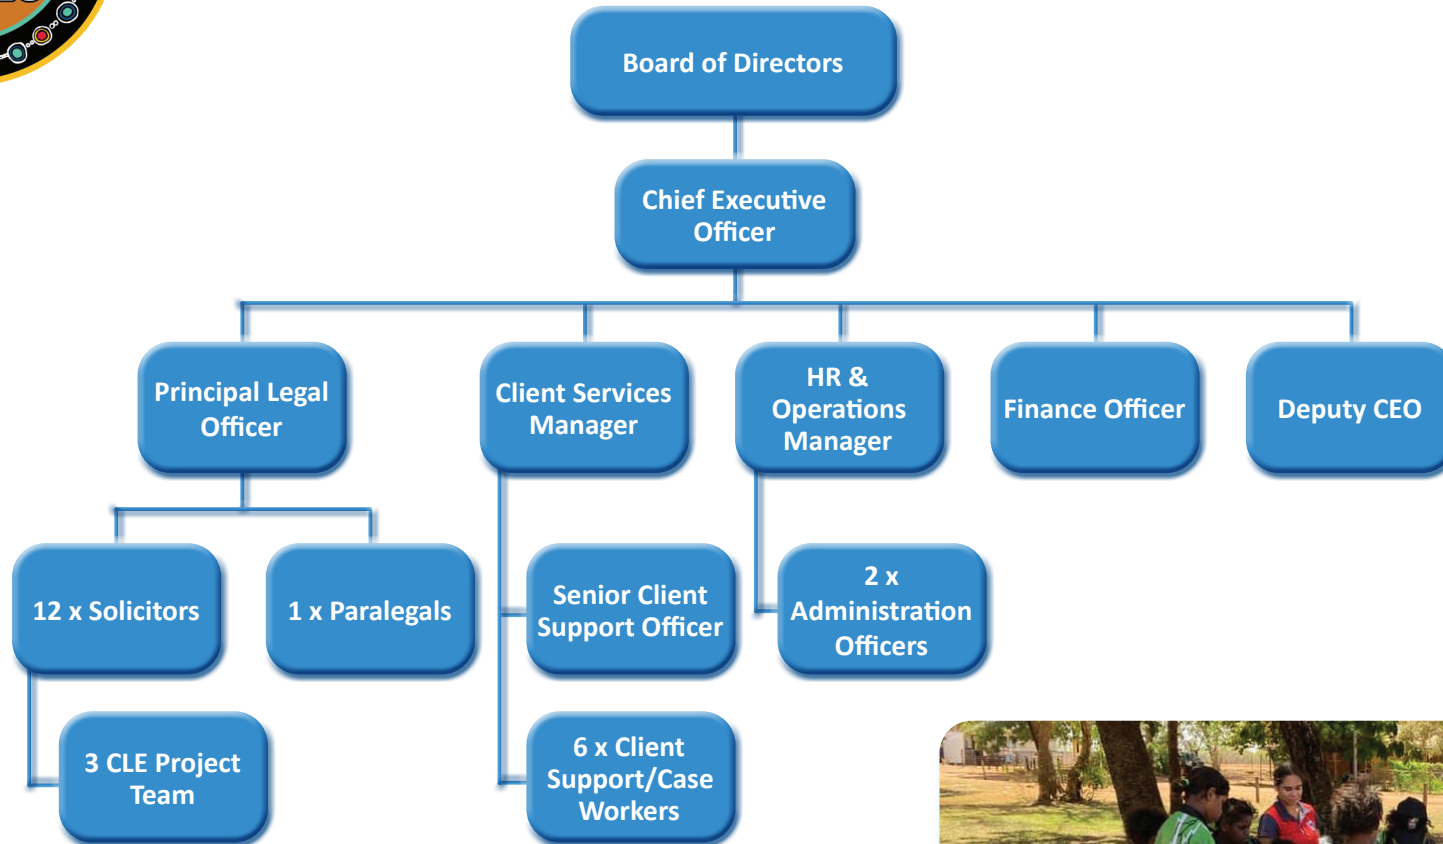 Board of Directors
Chief Executive
Officer
Principal Legal
Officer
Client Services
Manager
HR &
Operations
Manager
Finance Officer
Deputy CEO
12 x Solicitors
1 x Paralegals
Senior Client
Support Officer
2 x
Administration
Officers
3 CLE Project
Team
6 x Client
Support/Case
Workers